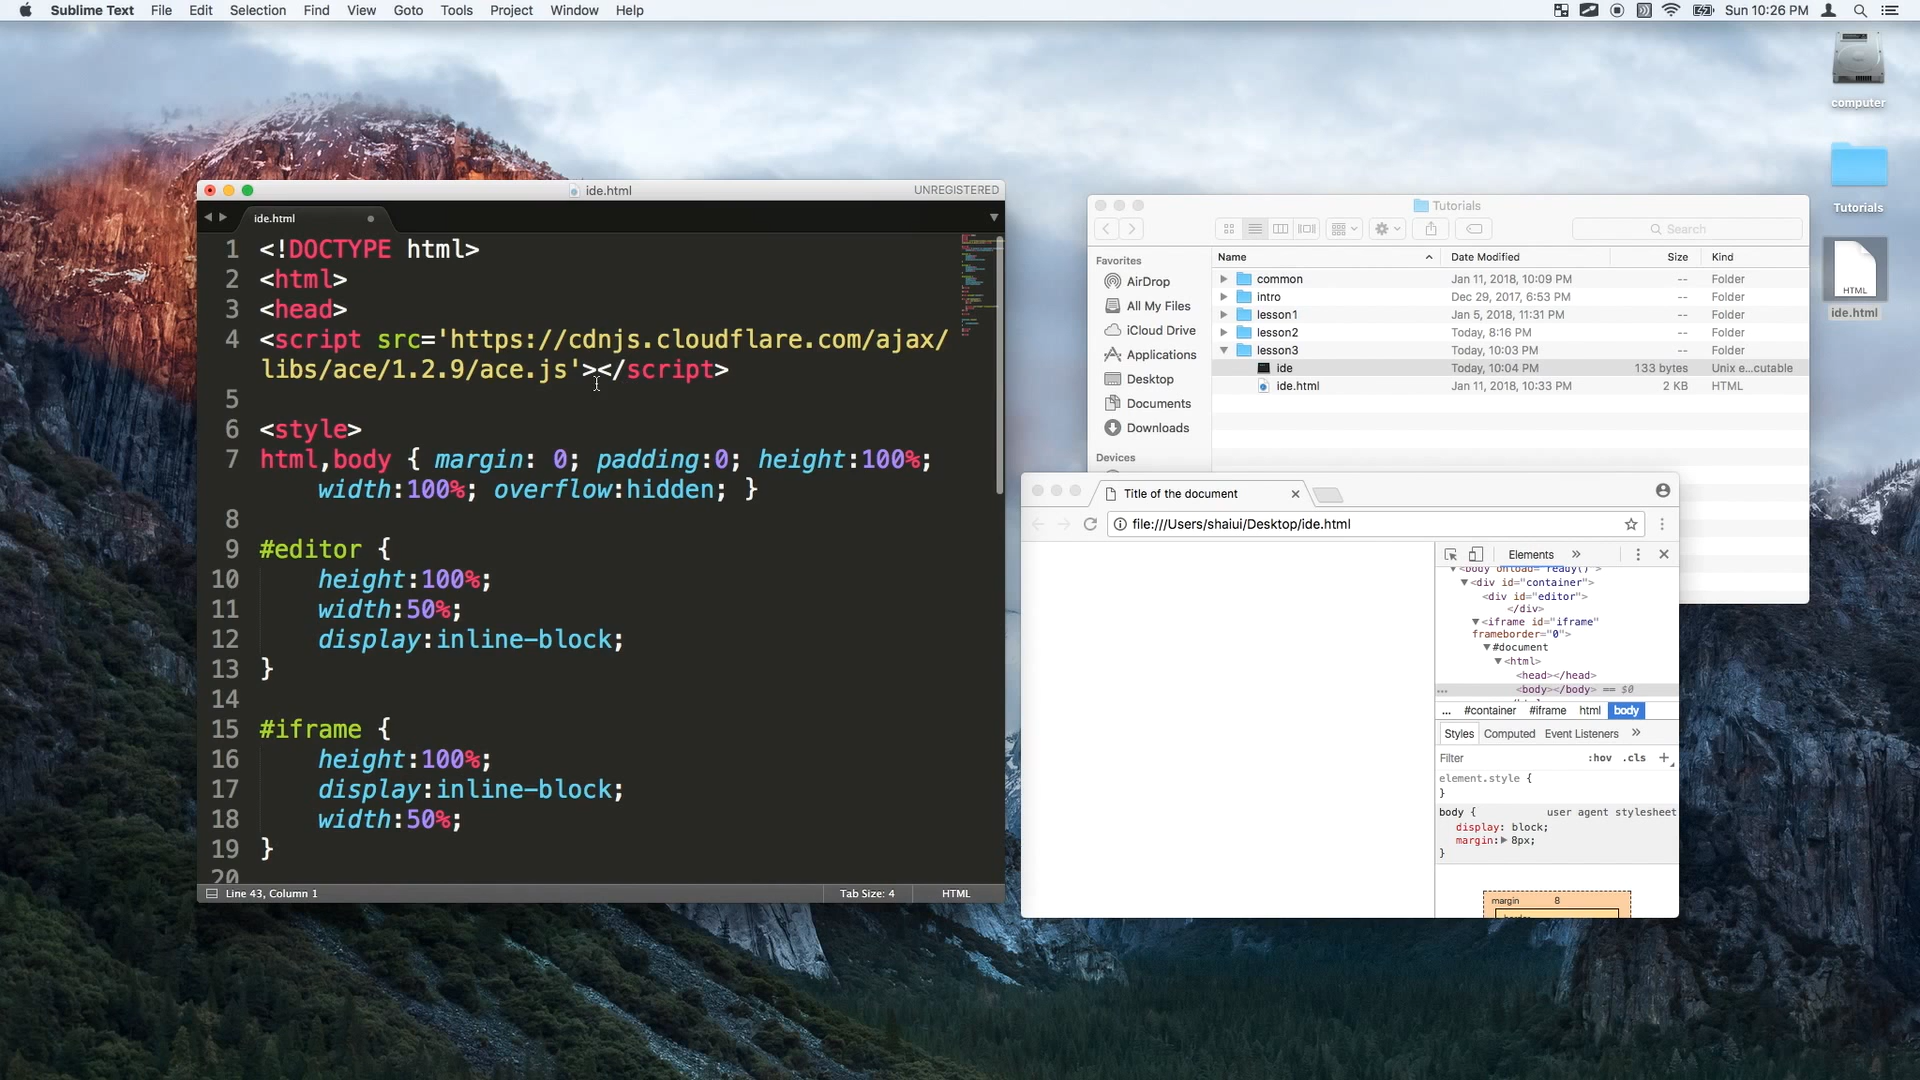 Sublime Text File Edit Selection Find View Goto Tools Project Window Help
Sun 10:26 PM
computer
Tutorials
HTML
ide.html
ide.html UNREGISTERED
ide.html
1 <!DOCTYPE html>
2 <html>
3 <head>
4 <script src='https://cdnjs.cloudflare.com/ajax/
libs/ace/1.2.9/ace.js'></script>
5
6 <style>
7 html,body { margin: 0; padding:0; height:100%;
width:100%; overflow:hidden; }
8
9 #editor {
10 height:100%;
11 width:50%;
12 display:inline-block;
13 }
14
15 #iframe {
16 height:100%;
17 display:inline-block;
18 width:50%;
19 }
20
Line 43, Column 1 Tab Size: 4 HTML
Tutorials
Search
Favorites
AirDrop
All My Files
iCloud Drive
Applications
Desktop
Documents
Downloads
Devices
Name Date Modified Size Kind
common Jan 11, 2018, 10:09 PM -- Folder
intro Dec 29, 2017, 6:53 PM -- Folder
lesson1 Jan 5, 2018, 11:31 PM -- Folder
lesson2 Today, 8:16 PM -- Folder
lesson3 Today, 10:03 PM -- Folder
ide Today, 10:04 PM 133 bytes Unix e...cutable
ide.html Jan 11, 2018, 10:33 PM 2 KB HTML
Title of the document
file:///Users/shaiui/Desktop/ide.html
Elements »
<body onload="ready()">
<div id="container">
<div id="editor">
</div>
<iframe id="iframe"
frameborder="0">
#document
<html>
<head></head>
... <body></body> == $0
... #container #iframe html body
Styles Computed Event Listeners »
Filter :hov .cls +
element.style {
}
body { user agent stylesheet
display: block;
margin: 8px;
}
margin 8